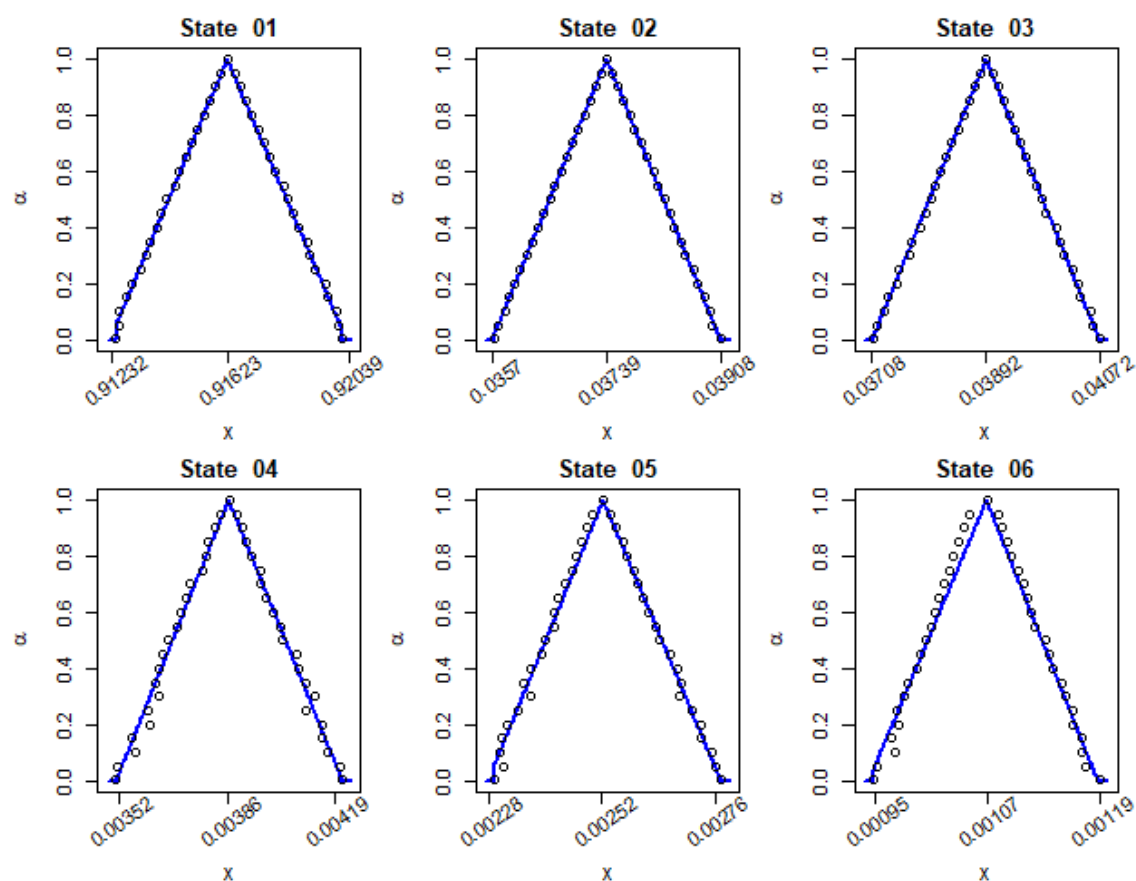 State 01
State 02
State 03
α
0.0 0.2 0.4 0.6 0.8 1.0
0.91232 0.91623 0.92039
x
α
0.0 0.2 0.4 0.6 0.8 1.0
0.0357 0.03739 0.03908
x
α
0.0 0.2 0.4 0.6 0.8 1.0
0.03708 0.03892 0.04072
x
State 04
State 05
State 06
α
0.0 0.2 0.4 0.6 0.8 1.0
0.00352 0.00386 0.00419
x
α
0.0 0.2 0.4 0.6 0.8 1.0
0.00228 0.00252 0.00276
x
α
0.0 0.2 0.4 0.6 0.8 1.0
0.00095 0.00107 0.00119
x